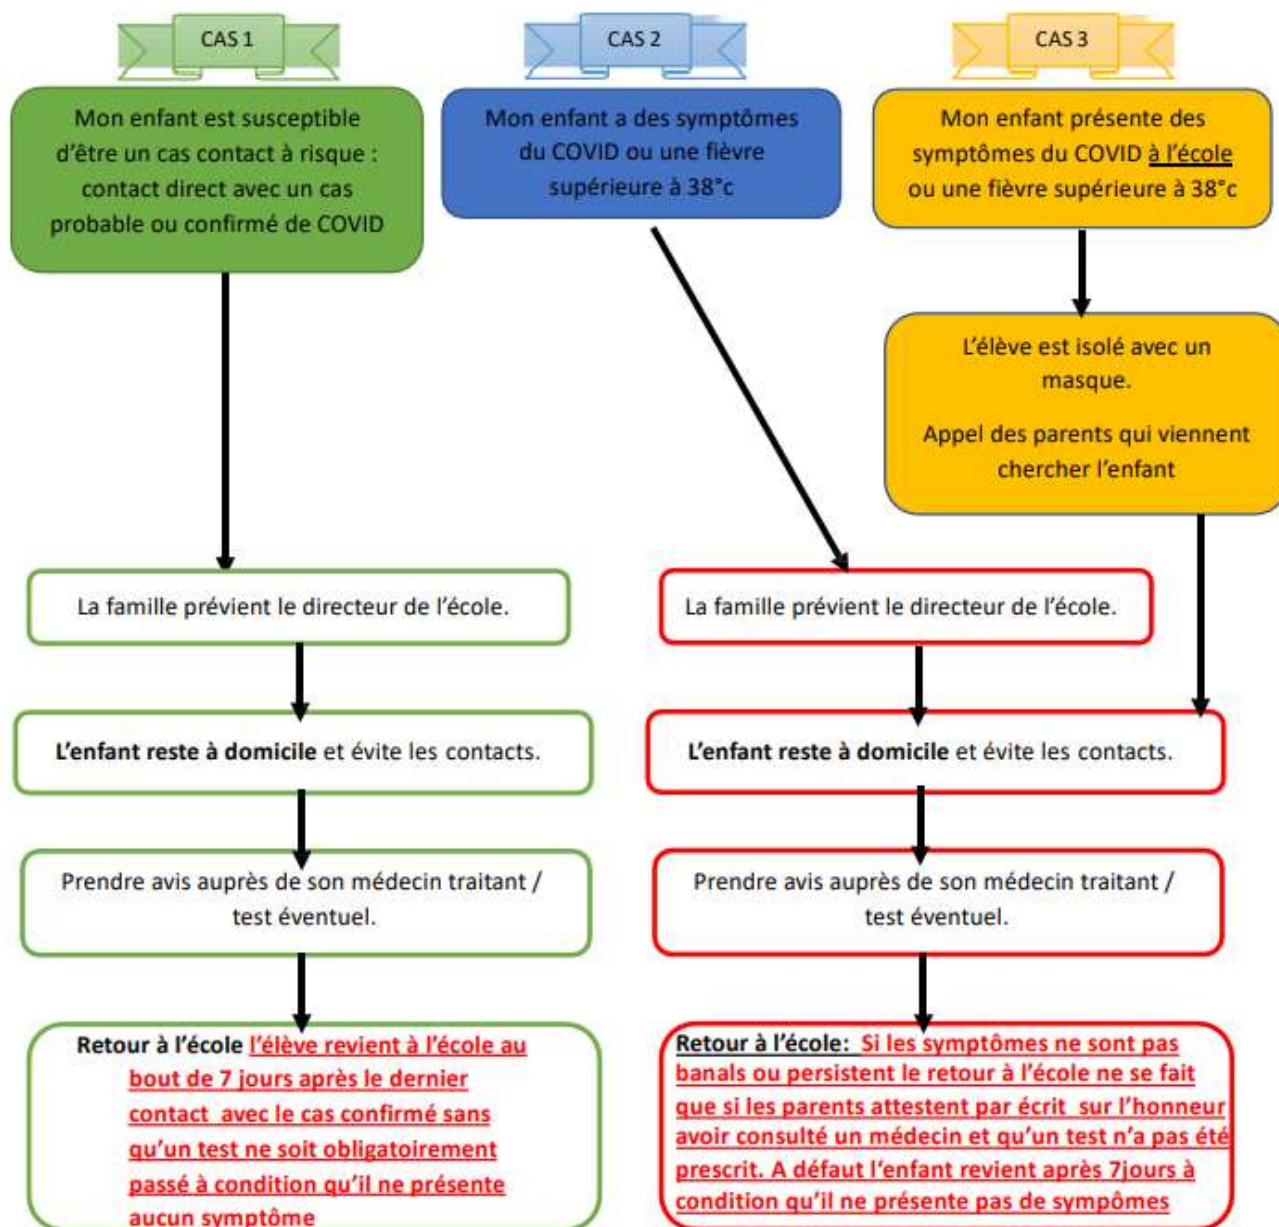 CAS 1
CAS 2
CAS 3
Mon enfant est susceptible
d'être un cas contact à risque :
contact direct avec un cas
probable ou confirmé de COVID
Mon enfant a des symptômes
du COVID ou une fièvre
supérieure à 38°c
Mon enfant présente des
symptômes du COVID à l'école
ou une fièvre supérieure à 38°c
L'élève est isolé avec un
masque.
Appel des parents qui viennent
chercher l'enfant
La famille prévient le directeur de l'école.
La famille prévient le directeur de l'école.
L'enfant reste à domicile et évite les contacts.
L'enfant reste à domicile et évite les contacts.
Prendre avis auprès de son médecin traitant /
test éventuel.
Prendre avis auprès de son médecin traitant /
test éventuel.
Retour à l'école l'élève revient à l'école au
bout de 7 jours après le dernier
contact avec le cas confirmé sans
qu'un test ne soit obligatoirement
passé à condition qu'il ne présente
aucun symptôme
Retour à l'école: Si les symptômes ne sont pas
banals ou persistent le retour à l'école ne se fait
que si les parents attestent par écrit sur l'honneur
avoir consulté un médecin et qu'un test n'a pas été
prescrit. A défaut l'enfant revient après 7jours à
condition qu'il ne présente pas de sympômes